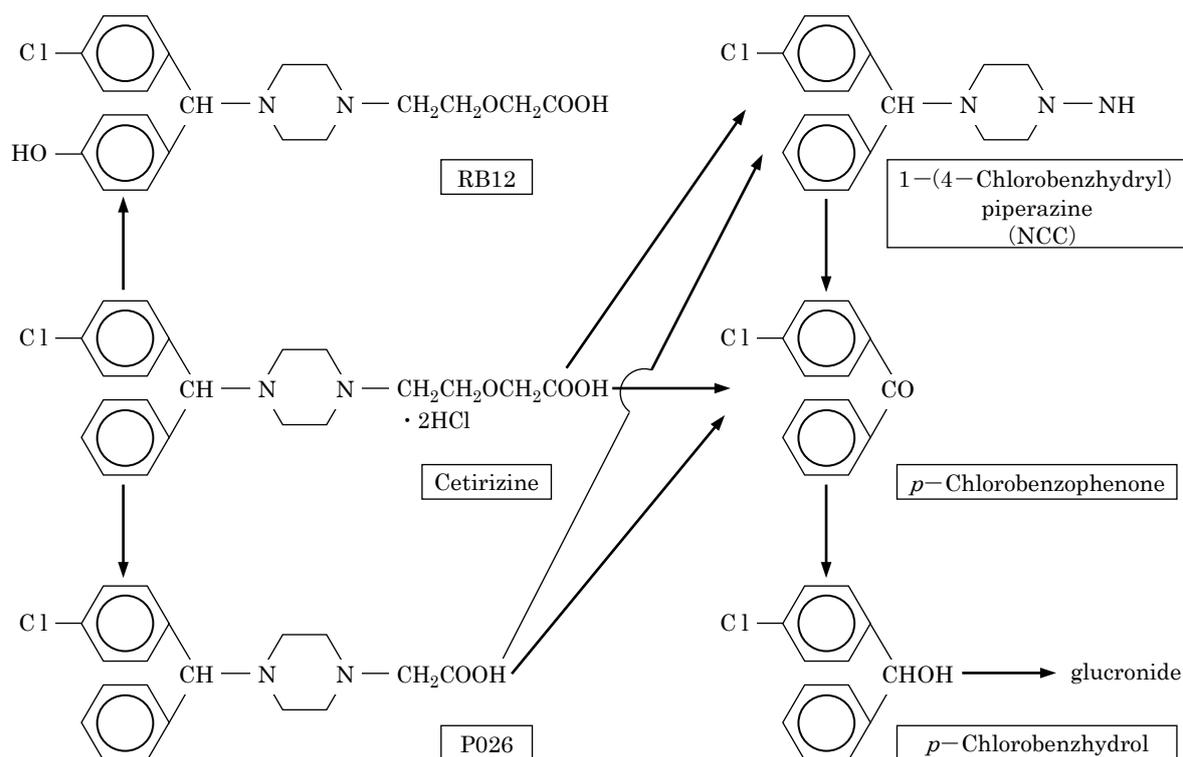 Cl
CH
N
N
CH₂CH₂OCH₂COOH
HO
RB12
Cl
CH
N
N
NH
1-(4-Chlorobenzhydryl)
piperazine
(NCC)
Cl
CH
N
N
CH₂CH₂OCH₂COOH
・2HCl
Cetirizine
Cl
CO
p-Chlorobenzophenone
Cl
CH
N
N
CH₂COOH
P026
Cl
CHOH
glucronide
p-Chlorobenzhydrol